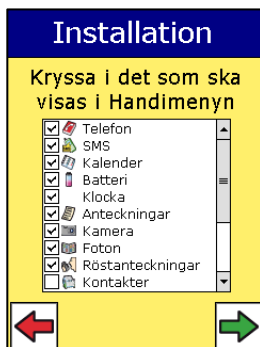 Installation
Kryssa i det som ska
visas i Handimenyn
Telefon
SMS
Kalender
Batteri
Klocka
Anteckningar
Kamera
Foton
Röstanteckningar
Kontakter